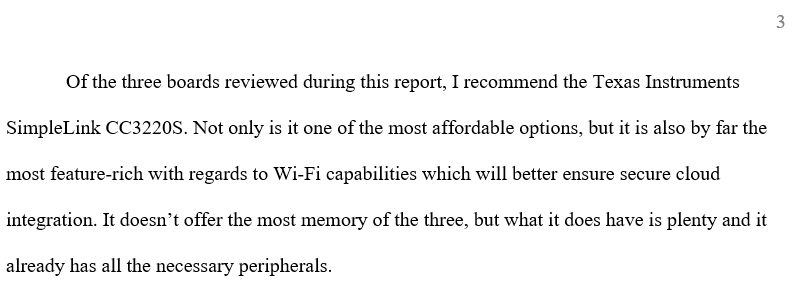 3
Of the three boards reviewed during this report, I recommend the Texas Instruments
SimpleLink CC3220S. Not only is it one of the most affordable options, but it is also by far the
most feature-rich with regards to Wi-Fi capabilities which will better ensure secure cloud
integration. It doesn’t offer the most memory of the three, but what it does have is plenty and it
already has all the necessary peripherals.